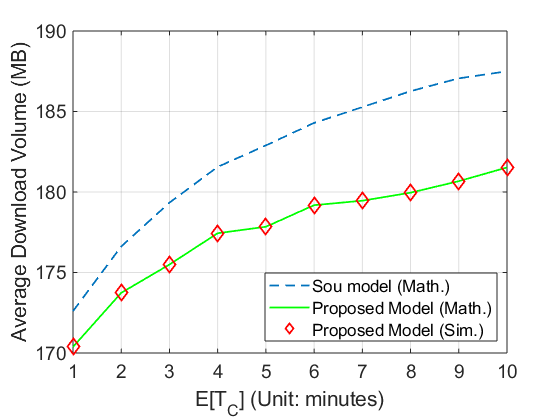 190
185
180
175
170
Average Download Volume (MB)
Sou model (Math.)
Proposed Model (Math.)
Proposed Model (Sim.)
1 2 3 4 5 6 7 8 9 10
E[T_C] (Unit: minutes)